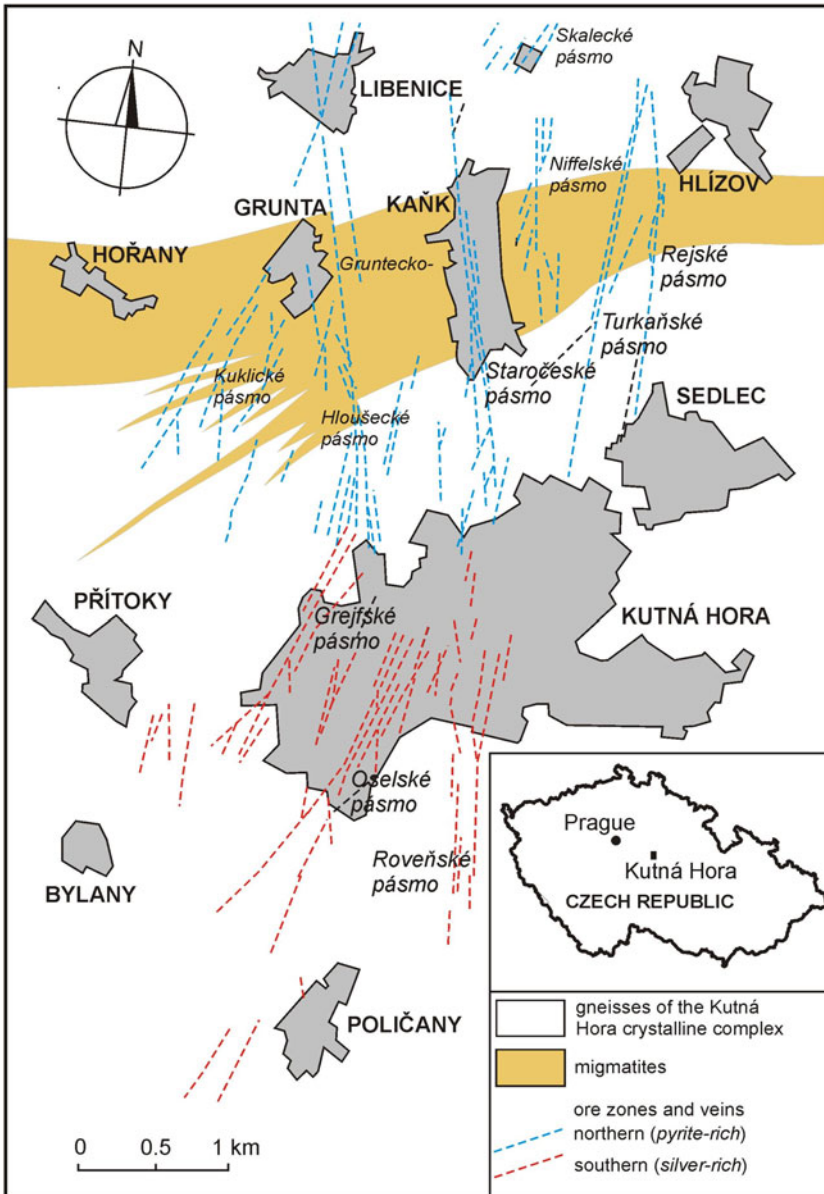 N
Skalecké
pásmo
LIBENICE
Niffelské
pásmo
HLÍZOV
GRUNTA
KAŇK
HOŘANY
Gruntecko-
Rejské
pásmo
Turkaňské
pásmo
Kuklické
pásmo
Staročeské
pásmo
SEDLEC
Hloušecké
pásmo
PŘÍTOKY
Grejfské
pásmo
KUTNÁ HORA
Oselské
pásmo
Roveňské
pásmo
BYLANY
POLIČANY
0 0.5 1 km
Prague
Kutná Hora
CZECH REPUBLIC
gneisses of the Kutná
Hora crystalline complex
migmatites
ore zones and veins
northern (pyrite-rich)
southern (silver-rich)